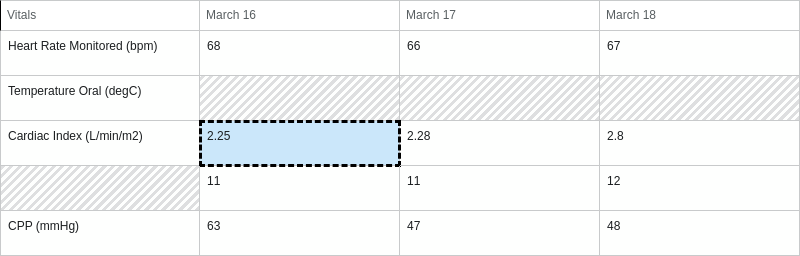 Vitals March 16 March 17 March 18
Heart Rate Monitored (bpm) 68 66 67
Temperature Oral (degC)
Cardiac Index (L/min/m2) 2.25 2.28 2.8
11 11 12
CPP (mmHg) 63 47 48